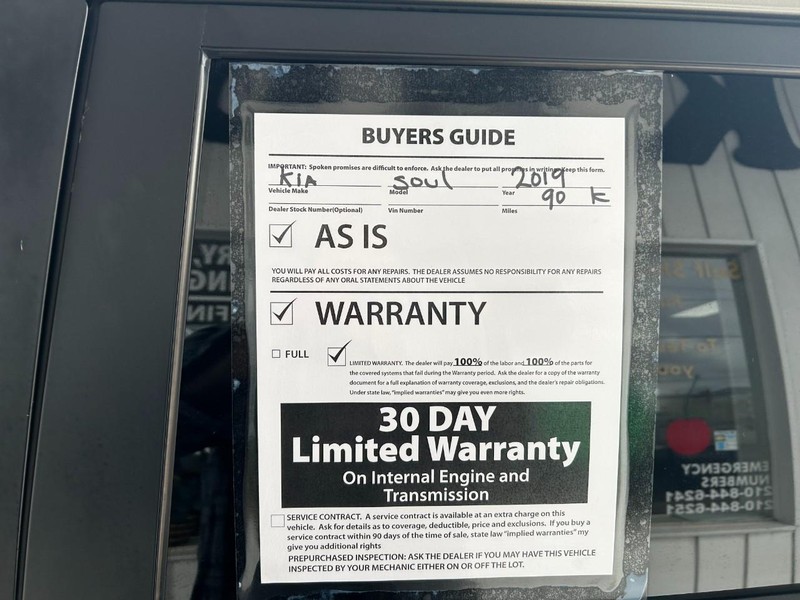 BUYERS GUIDE
IMPORTANT: Spoken promises are difficult to enforce. Ask the dealer to put all promises in writing. Keep this form.
KIA Soul 2019
Vehicle Make Model Year
90 K
Dealer Stock Number(Optional) Vin Number Miles
AS IS
YOU WILL PAY ALL COSTS FOR ANY REPAIRS. THE DEALER ASSUMES NO RESPONSIBILITY FOR ANY REPAIRS
REGARDLESS OF ANY ORAL STATEMENTS ABOUT THE VEHICLE
WARRANTY
FULL
LIMITED WARRANTY. The dealer will pay 100% of the labor and 100% of the parts for
the covered systems that fail during the Warranty period. Ask the dealer for a copy of the warranty
document for a full explanation of warranty coverage, exclusions, and the dealer's repair obligations.
Under state law, "implied warranties" may give you even more rights.
30 DAY
Limited Warranty
On Internal Engine and
Transmission
SERVICE CONTRACT. A service contract is available at an extra charge on this
vehicle. Ask for details as to coverage, deductible, price and exclusions. If you buy a
service contract within 90 days of the time of sale, state law "implied warranties" my
give you additional rights
PREPURCHASED INSPECTION: ASK THE DEALER IF YOU MAY HAVE THIS VEHICLE
INSPECTED BY YOUR MECHANIC EITHER ON OR OFF THE LOT.
EMERGENCY
NUMBERS
210-844-6241
210-844-6251